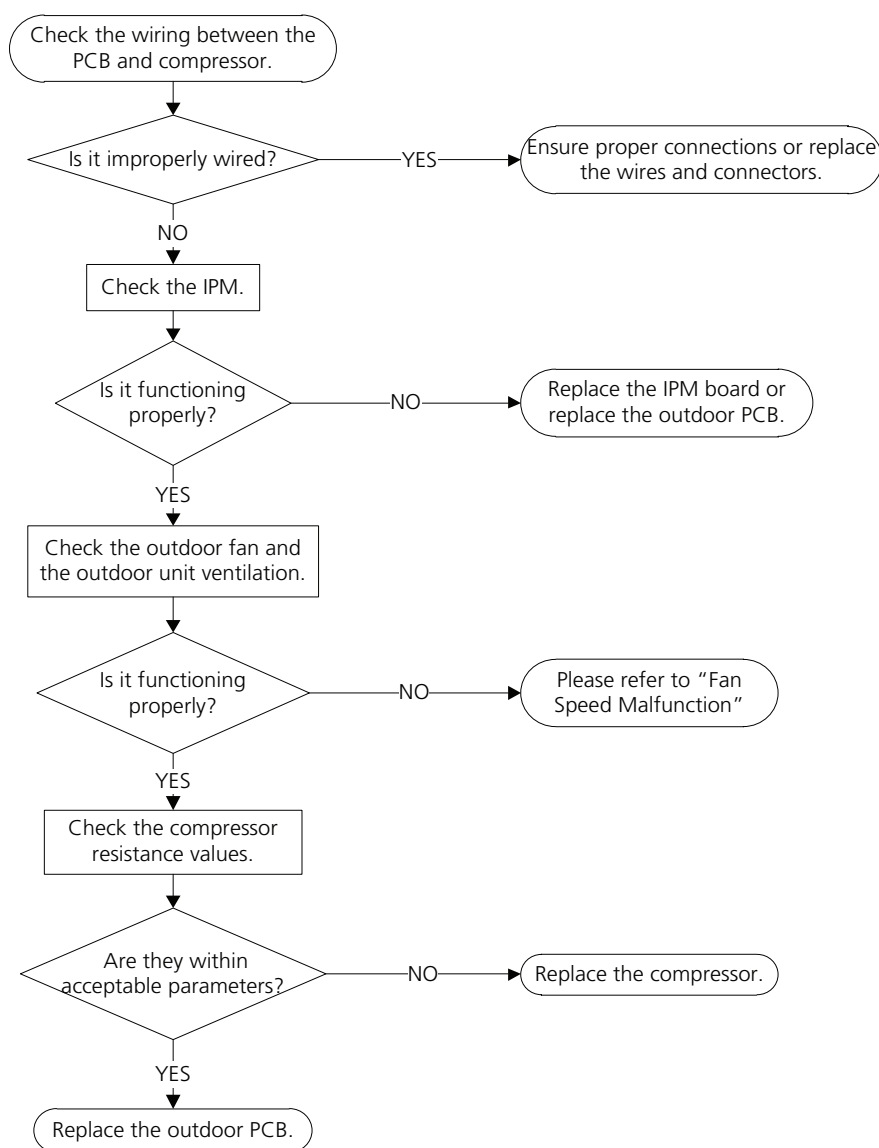 Check the wiring between the
PCB and compressor.
Is it improperly wired?
YES
Ensure proper connections or replace
the wires and connectors.
NO
Check the IPM.
Is it functioning
properly?
NO
Replace the IPM board or
replace the outdoor PCB.
YES
Check the outdoor fan and
the outdoor unit ventilation.
Is it functioning
properly?
NO
Please refer to “Fan
Speed Malfunction”
YES
Check the compressor
resistance values.
Are they within
acceptable parameters?
NO
Replace the compressor.
YES
Replace the outdoor PCB.